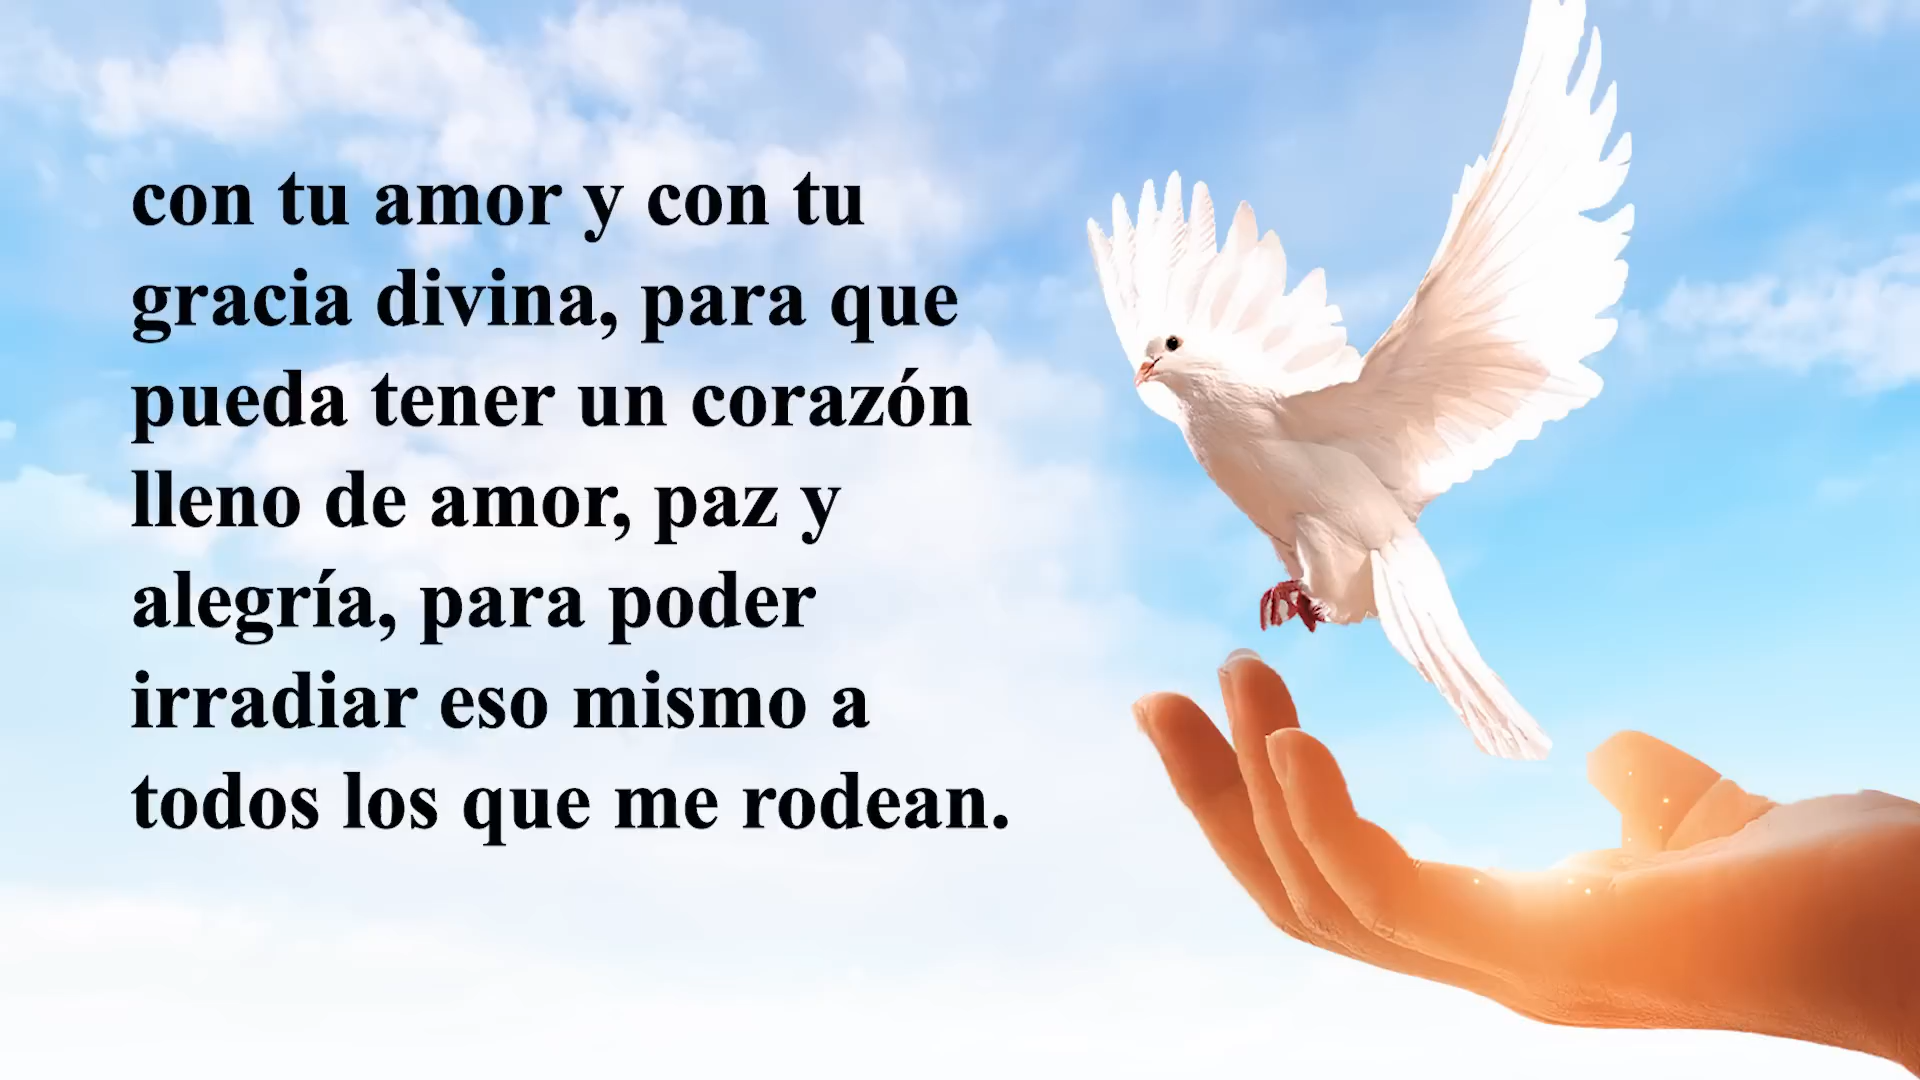 con tu amor y con tu
gracia divina, para que
pueda tener un corazón
lleno de amor, paz y
alegría, para poder
irradiar eso mismo a
todos los que me rodean.